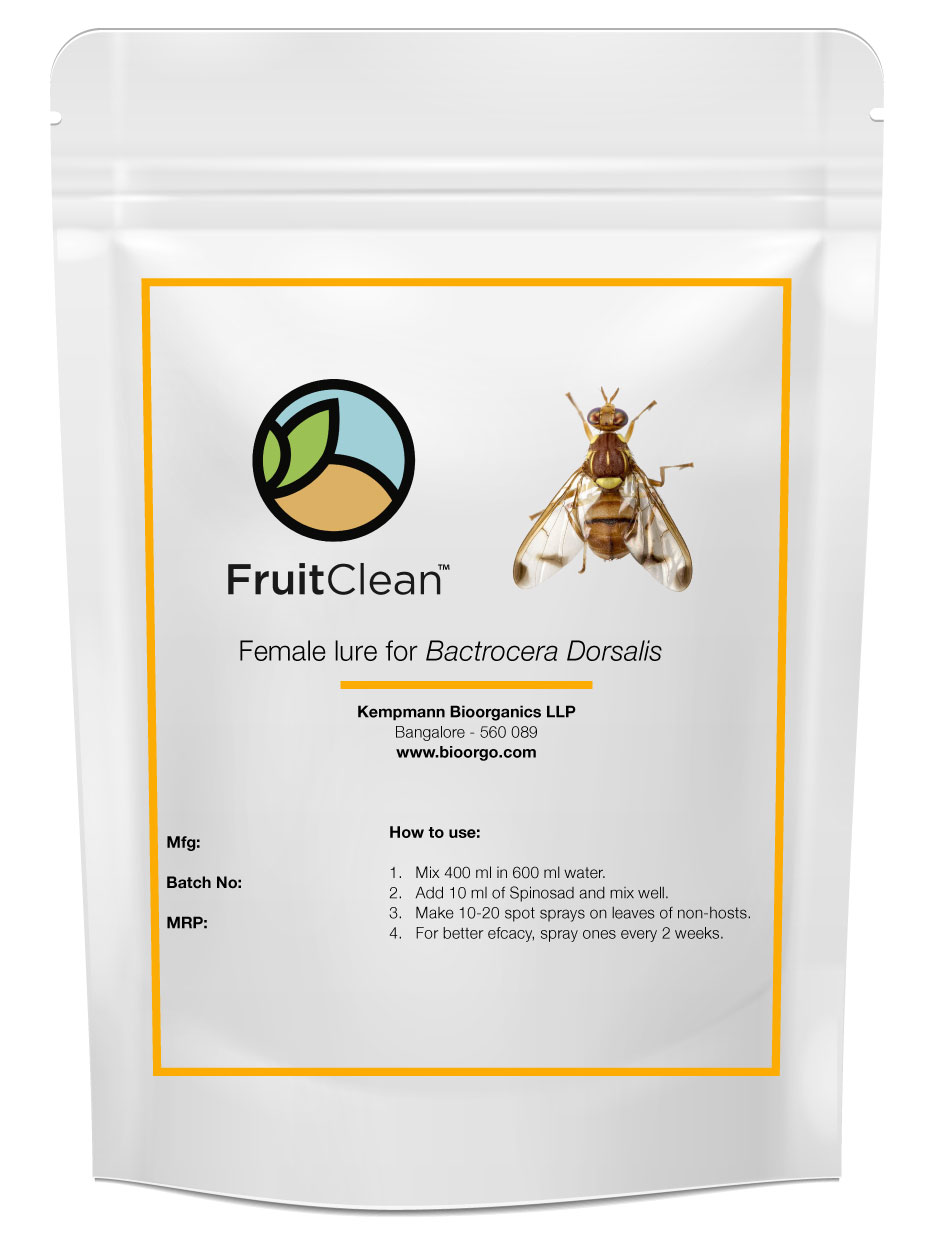 FruitClean™
Female lure for Bactrocera Dorsalis
Kempmann Bioorganics LLP
Bangalore - 560 089
www.bioorgo.com
Mfg:
Batch No:
MRP:
How to use:
1. Mix 400 ml in 600 ml water.
2. Add 10 ml of Spinosad and mix well.
3. Make 10-20 spot sprays on leaves of non-hosts.
4. For better efcacy, spray ones every 2 weeks.